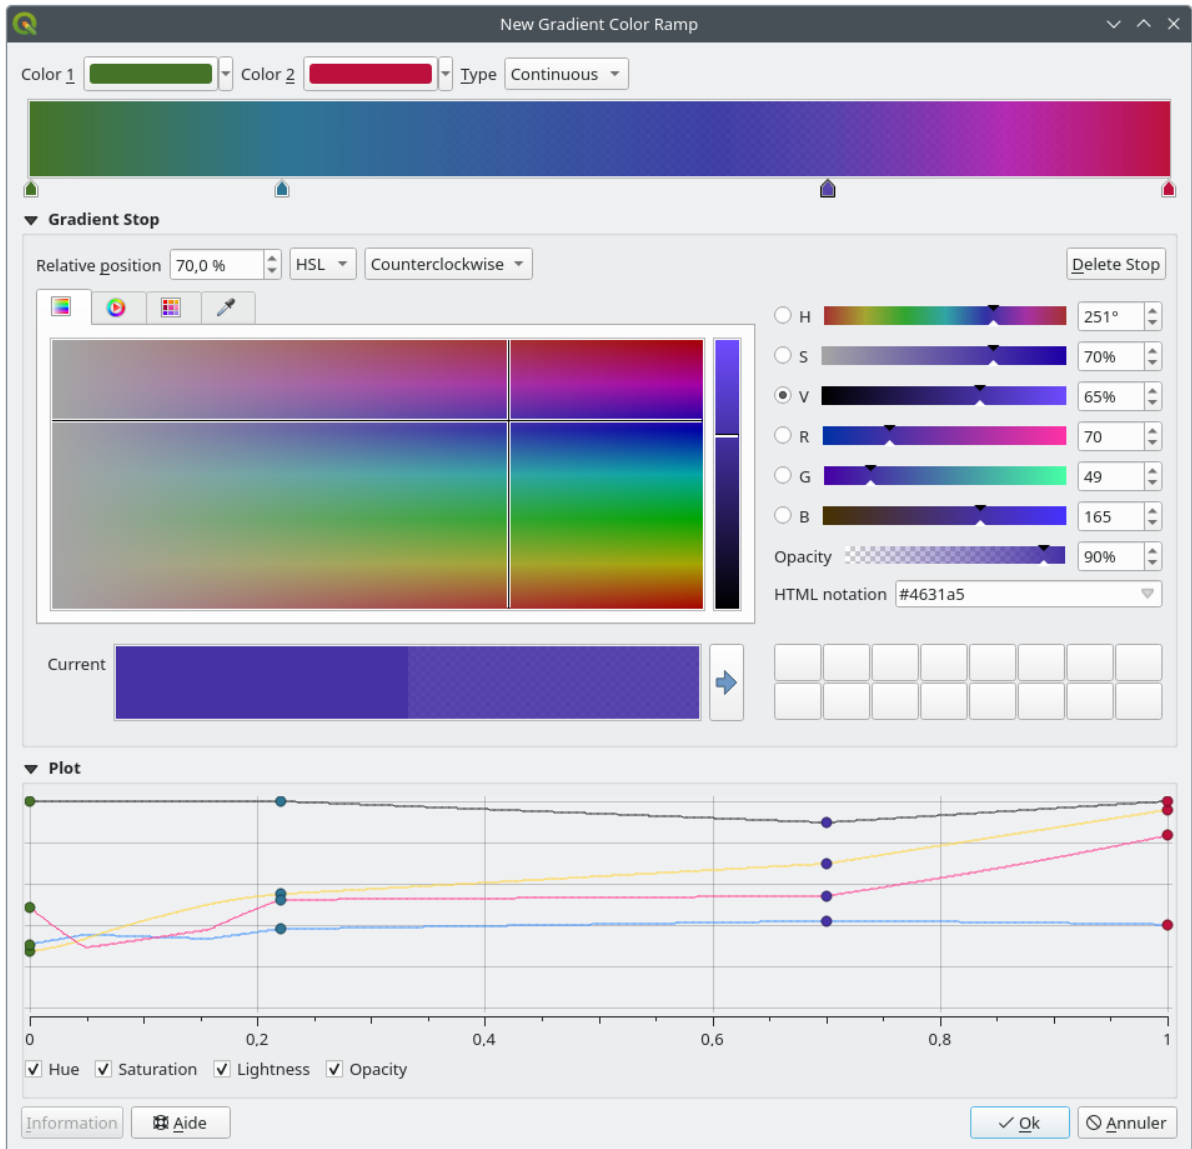 New Gradient Color Ramp
Color 1 Color 2 Type Continuous
Gradient Stop
Relative position 70,0 % HSL Counterclockwise Delete Stop
H 251°
S 70%
V 65%
R 70
G 49
B 165
Opacity 90%
HTML notation #4631a5
Current
Plot
0 0,2 0,4 0,6 0,8 1
Hue Saturation Lightness Opacity
Information Aide Ok Annuler